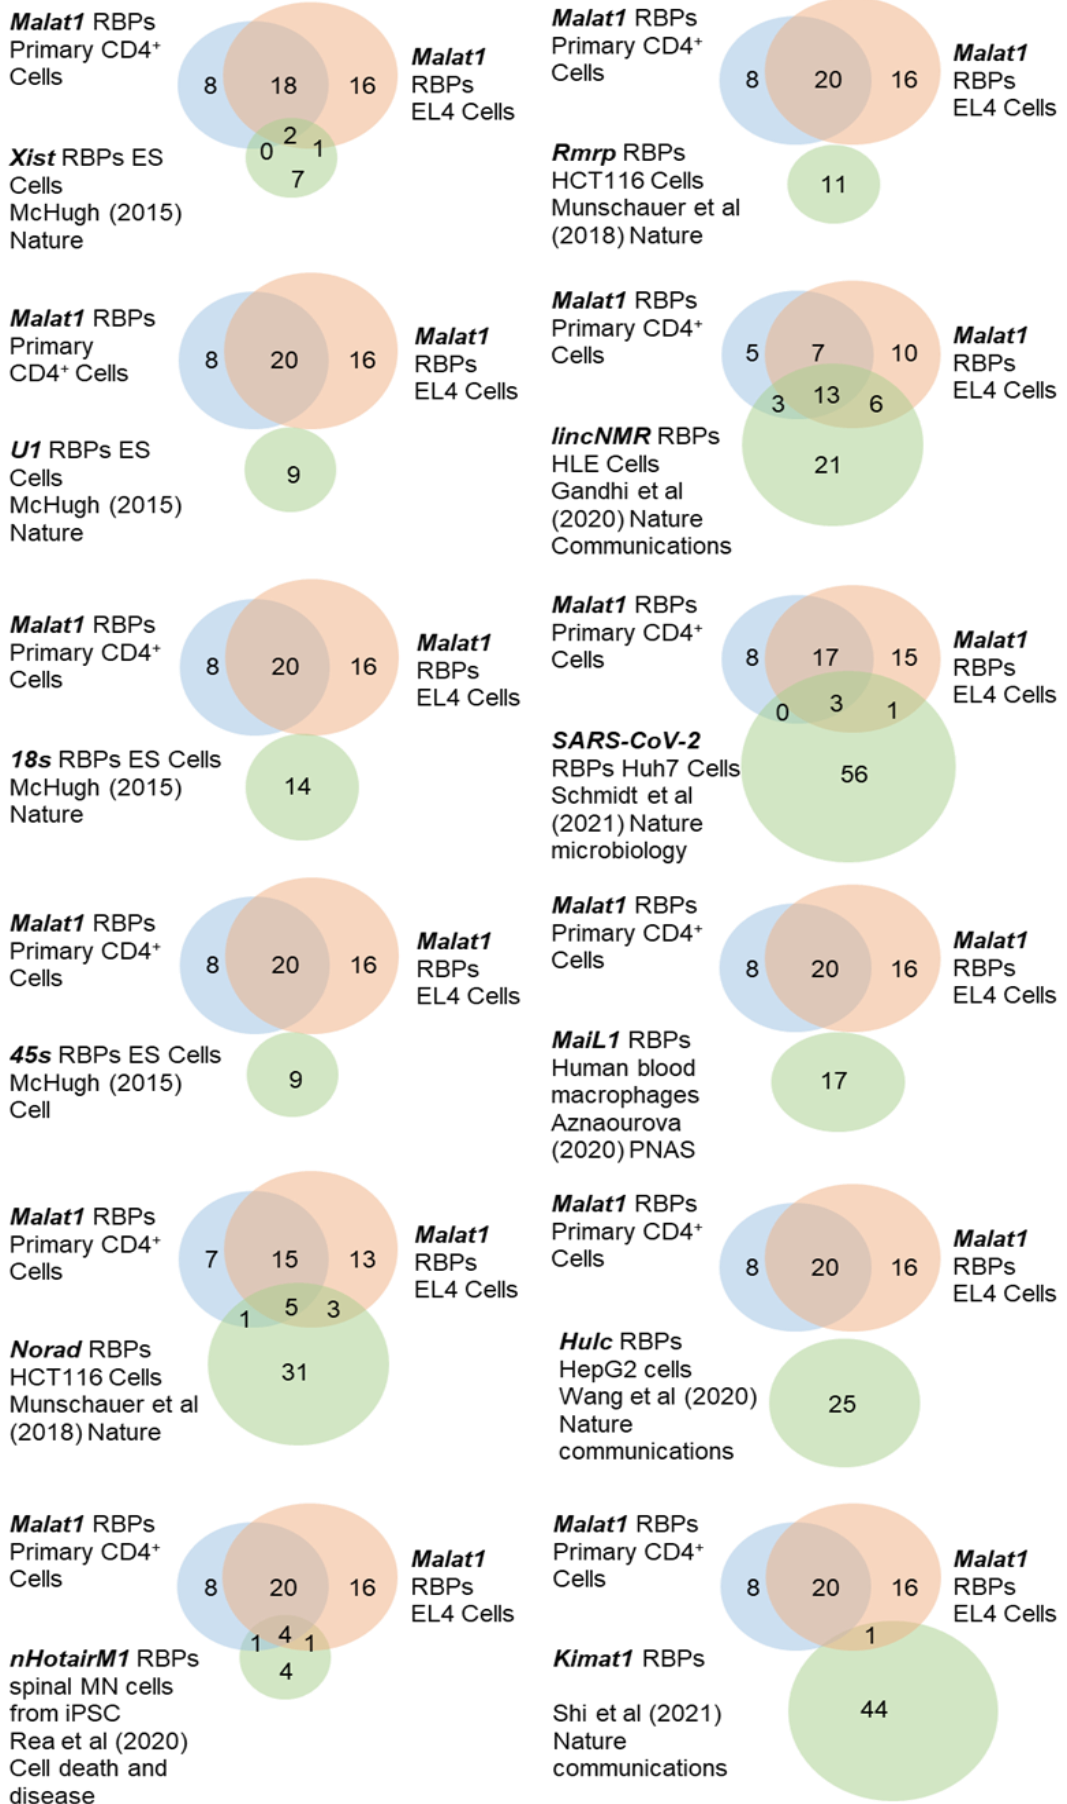 Malat1 RBPs
Primary CD4+
Cells
8
18
16
Malat1
RBPs
EL4 Cells
2
0
1
7
Xist RBPs ES
Cells
McHugh (2015)
Nature
Malat1 RBPs
Primary CD4+
Cells
8
20
16
Malat1
RBPs
EL4 Cells
Rmrp RBPs
HCT116 Cells
Munschauer et al
(2018) Nature
11
Malat1 RBPs
Primary
CD4+ Cells
8
20
16
Malat1
RBPs
EL4 Cells
U1 RBPs ES
Cells
McHugh (2015)
Nature
9
Malat1 RBPs
Primary CD4+
Cells
5
7
10
Malat1
RBPs
EL4 Cells
3
13
6
21
lincNMR RBPs
HLE Cells
Gandhi et al
(2020) Nature
Communications
Malat1 RBPs
Primary CD4+
Cells
8
20
16
Malat1
RBPs
EL4 Cells
18s RBPs ES Cells
McHugh (2015)
Nature
14
Malat1 RBPs
Primary CD4+
Cells
8
17
15
Malat1
RBPs
EL4 Cells
0
3
1
56
SARS-CoV-2
RBPs Huh7 Cells
Schmidt et al
(2021) Nature
microbiology
Malat1 RBPs
Primary CD4+
Cells
8
20
16
Malat1
RBPs
EL4 Cells
45s RBPs ES Cells
McHugh (2015)
Cell
9
Malat1 RBPs
Primary CD4+
Cells
8
20
16
Malat1
RBPs
EL4 Cells
MaiL1 RBPs
Human blood
macrophages
Aznaourova
(2020) PNAS
17
Malat1 RBPs
Primary CD4+
Cells
7
15
13
Malat1
RBPs
EL4 Cells
1
5
3
31
Norad RBPs
HCT116 Cells
Munschauer et al
(2018) Nature
Malat1 RBPs
Primary CD4+
Cells
8
20
16
Malat1
RBPs
EL4 Cells
Hulc RBPs
HepG2 cells
Wang et al (2020)
Nature
communications
25
Malat1 RBPs
Primary CD4+
Cells
8
20
16
Malat1
RBPs
EL4 Cells
1
4
1
4
nHotairM1 RBPs
spinal MN cells
from iPSC
Rea et al (2020)
Cell death and
disease
Malat1 RBPs
Primary CD4+
Cells
8
20
16
Malat1
RBPs
EL4 Cells
1
44
Kimat1 RBPs
Shi et al (2021)
Nature
communications